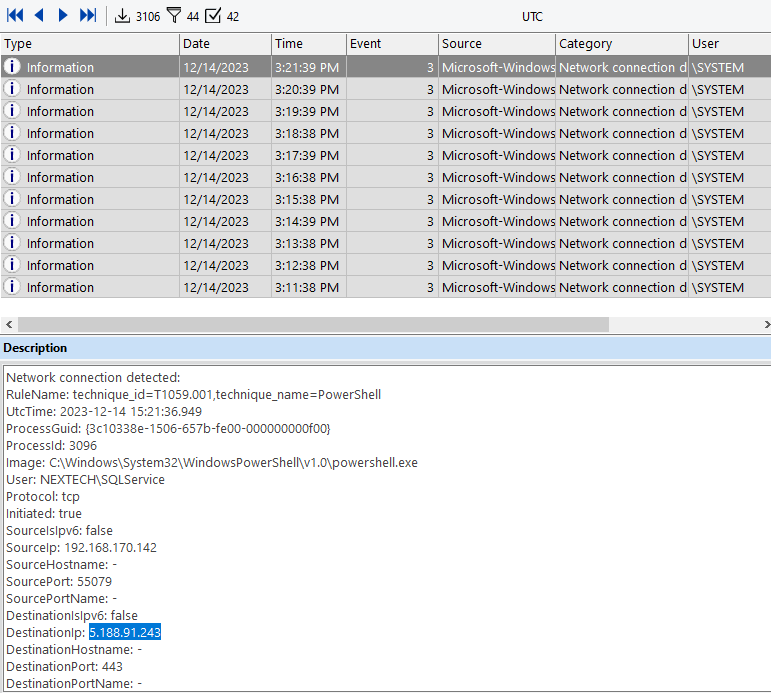 3106 44 42 UTC
Type Date Time Event Source Category User
Information 12/14/2023 3:21:39 PM 3 Microsoft-Windows Network connection d \SYSTEM
Information 12/14/2023 3:20:39 PM 3 Microsoft-Windows Network connection d \SYSTEM
Information 12/14/2023 3:19:39 PM 3 Microsoft-Windows Network connection d \SYSTEM
Information 12/14/2023 3:18:38 PM 3 Microsoft-Windows Network connection d \SYSTEM
Information 12/14/2023 3:17:39 PM 3 Microsoft-Windows Network connection d \SYSTEM
Information 12/14/2023 3:16:38 PM 3 Microsoft-Windows Network connection d \SYSTEM
Information 12/14/2023 3:15:38 PM 3 Microsoft-Windows Network connection d \SYSTEM
Information 12/14/2023 3:14:39 PM 3 Microsoft-Windows Network connection d \SYSTEM
Information 12/14/2023 3:13:38 PM 3 Microsoft-Windows Network connection d \SYSTEM
Information 12/14/2023 3:12:38 PM 3 Microsoft-Windows Network connection d \SYSTEM
Information 12/14/2023 3:11:38 PM 3 Microsoft-Windows Network connection d \SYSTEM
Description
Network connection detected:
RuleName: technique_id=T1059.001,technique_name=PowerShell
UtcTime: 2023-12-14 15:21:36.949
ProcessGuid: {3c10338e-1506-657b-fe00-000000000f00}
ProcessId: 3096
Image: C:\Windows\System32\WindowsPowerShell\v1.0\powershell.exe
User: NEXTECH\SQLService
Protocol: tcp
Initiated: true
SourceIsIpv6: false
SourceIp: 192.168.170.142
SourceHostname: -
SourcePort: 55079
SourcePortName: -
DestinationIsIpv6: false
DestinationIp: 5.188.91.243
DestinationHostname: -
DestinationPort: 443
DestinationPortName: -